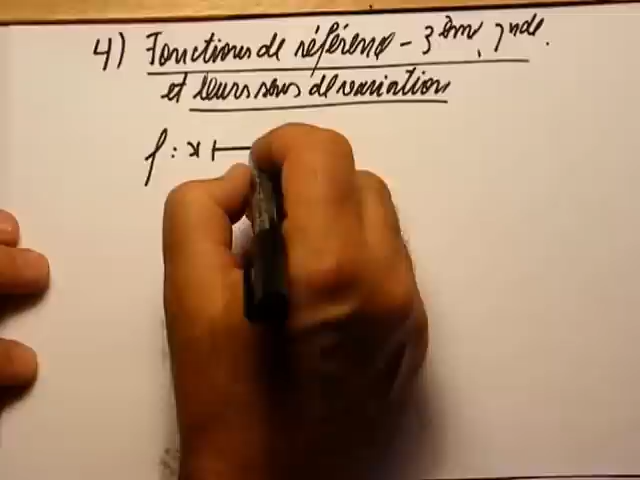 4) Fonctions de référence - 3ème, 2nde.
et leurs sens de variation
f : x ⟼